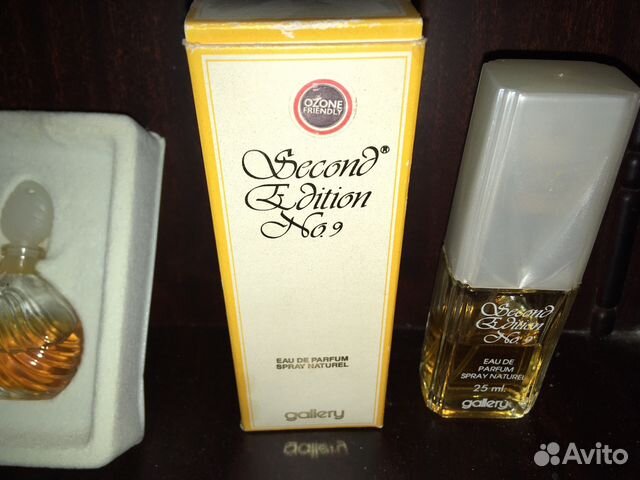 OZONE
FRIENDLY
Second®
Edition
No. 9
EAU DE PARFUM
SPRAY NATUREL
gallery
Second
Edition
No. 9
EAU DE
PARFUM
SPRAY NATUREL
25 ml.
gallery
Avito